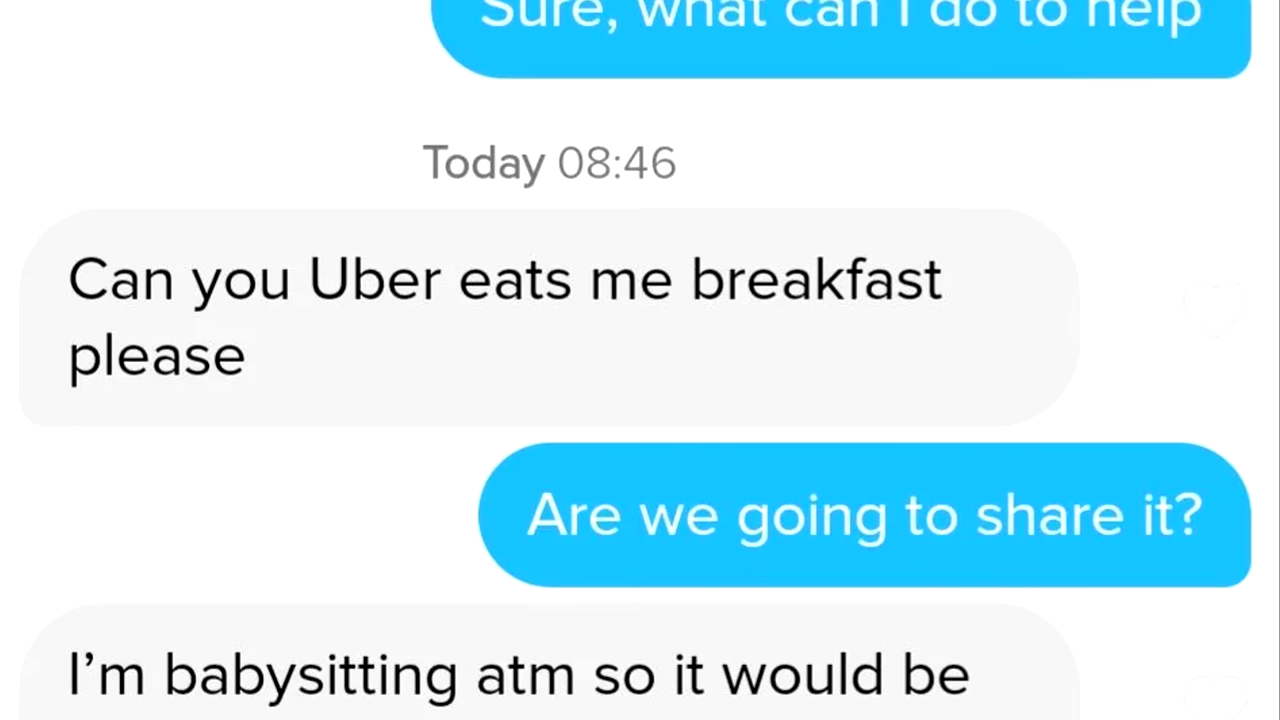 Sure, what can I do to help
Today 08:46
Can you Uber eats me breakfast
please
Are we going to share it?
I’m babysitting atm so it would be